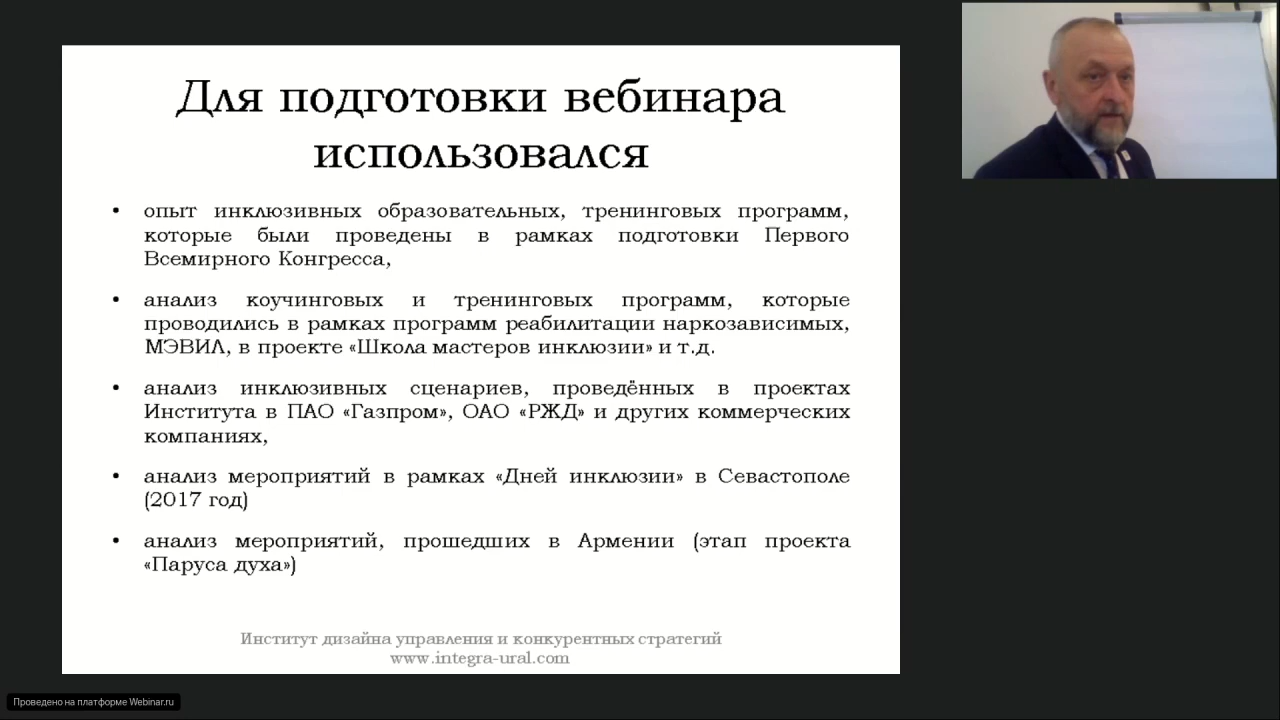 Для подготовки вебинара
использовался
• опыт инклюзивных образовательных, тренинговых программ,
которые были проведены в рамках подготовки Первого
Всемирного Конгресса,
• анализ коучинговых и тренинговых программ, которые
проводились в рамках программ реабилитации наркозависимых,
МЭВИЛ, в проекте «Школа мастеров инклюзии» и т.д.
• анализ инклюзивных сценариев, проведённых в проектах
Института в ПАО «Газпром», ОАО «РЖД» и других коммерческих
компаниях,
• анализ мероприятий в рамках «Дней инклюзии» в Севастополе
(2017 год)
• анализ мероприятий, прошедших в Армении (этап проекта
«Паруса духа»)
Институт дизайна управления и конкурентных стратегий
www.integra-ural.com
Проведено на платформе Webinar.ru